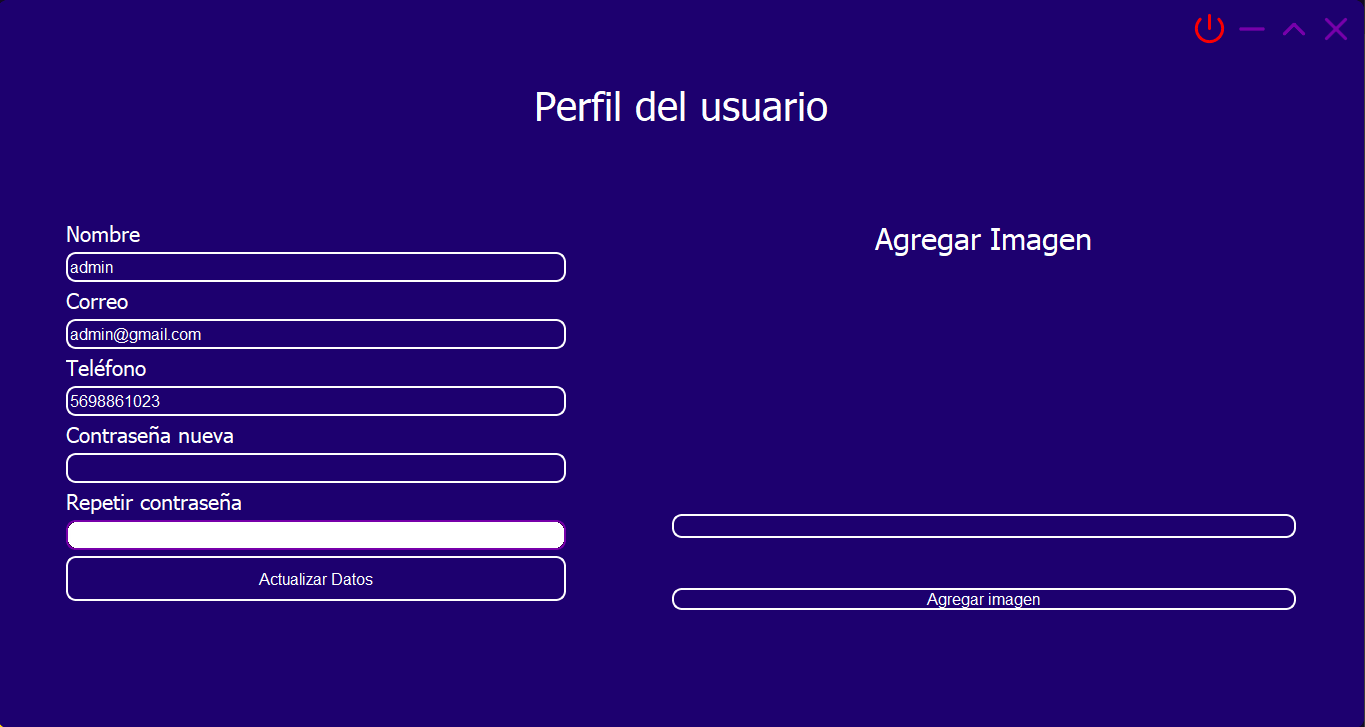 Perfil del usuario
Nombre
admin
Correo
admin@gmail.com
Teléfono
5698861023
Contraseña nueva
Repetir contraseña
Actualizar Datos
Agregar Imagen
Agregar imagen